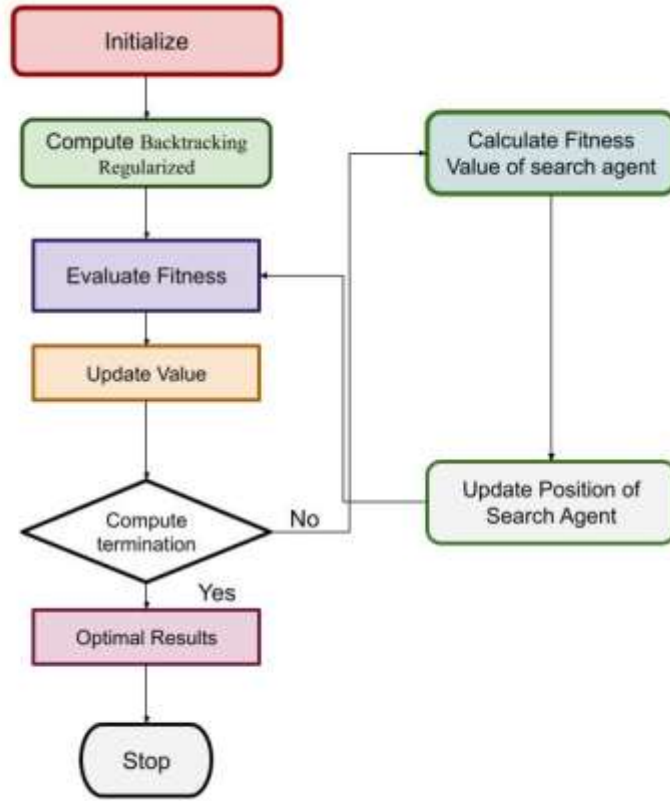 Initialize
Compute Backtracking
Regularized
Calculate Fitness
Value of search agent
Evaluate Fitness
Update Value
Update Position of
Search Agent
Compute
termination
No
Yes
Optimal Results
Stop